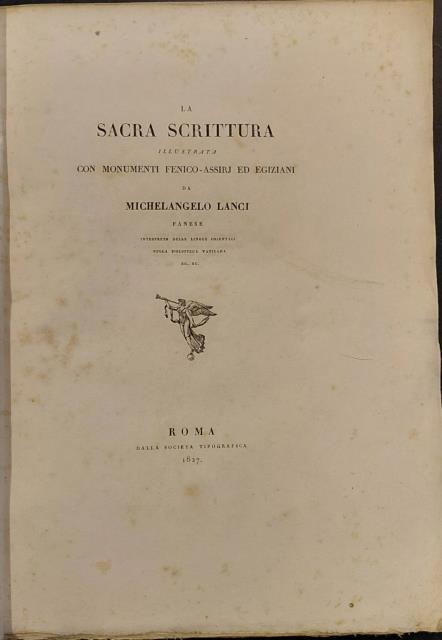 LA
SACRA SCRITTURA
ILLUSTRATA
CON MONUMENTI FENICO-ASSIRJ ED EGIZIANI
DA
MICHELANGELO LANCI
FANESE
INTERPRETE DELLE LINGUE ORIENTALI
NELLA BIBLIOTECA VATICANA
EC. EC.
ROMA
DALLA SOCIETÀ TIPOGRAFICA
1827.